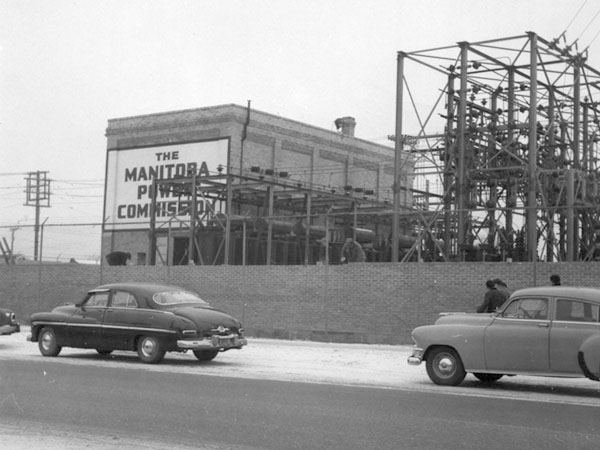 THE
MANITOBA
POWER
COMMISSION